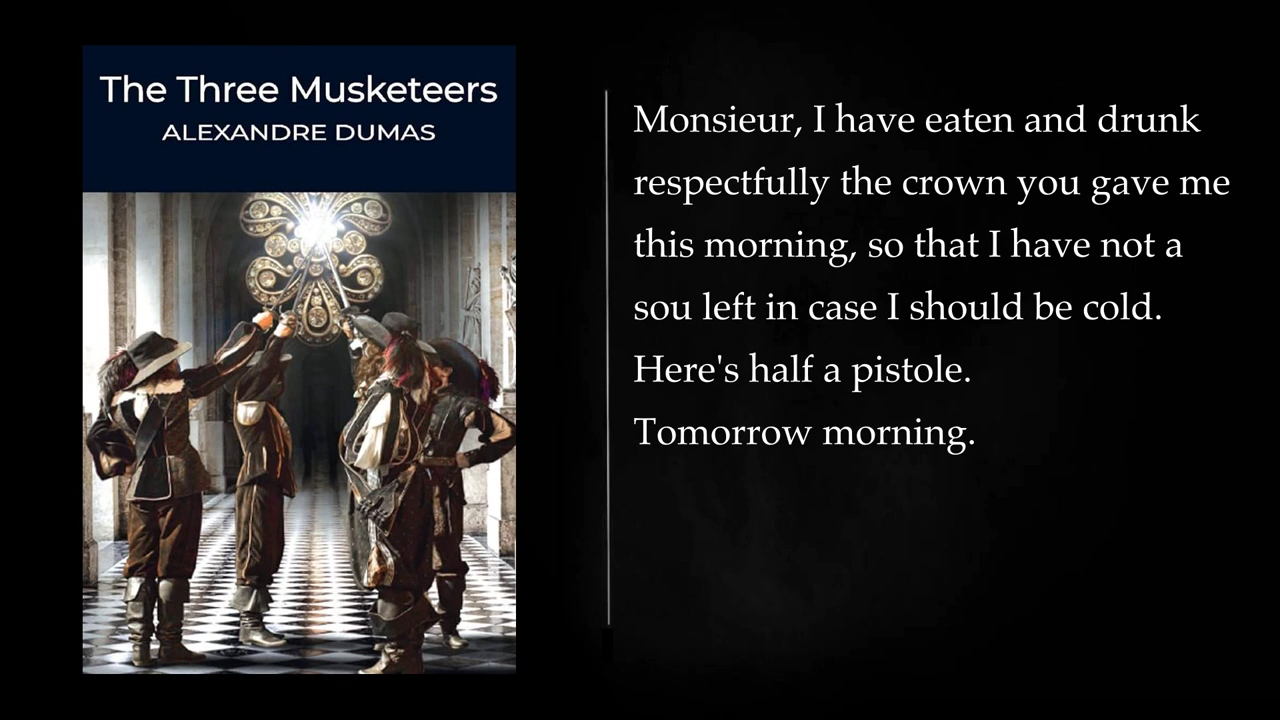 The Three Musketeers
ALEXANDRE DUMAS
Monsieur, I have eaten and drunk
respectfully the crown you gave me
this morning, so that I have not a
sou left in case I should be cold.
Here's half a pistole.
Tomorrow morning.